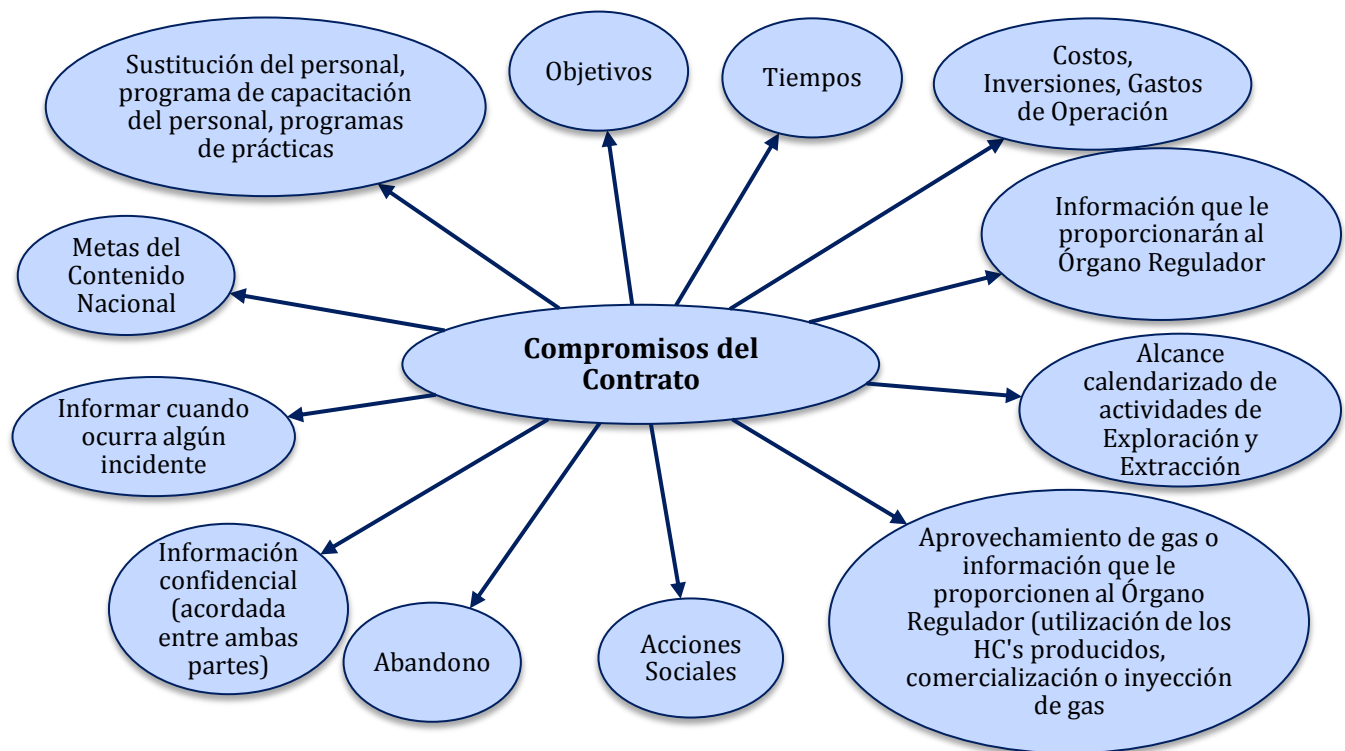 Sustitución del personal,
programa de capacitación
del personal, programas
de prácticas
Objetivos
Tiempos
Costos,
Inversiones, Gastos
de Operación
Metas del
Contenido
Nacional
Información que le
proporcionarán al
Órgano Regulador
Compromisos del
Contrato
Alcance
calendarizado de
actividades de
Exploración y
Extracción
Informar cuando
ocurra algún
incidente
Información
confidencial
(acordada
entre ambas
partes)
Abandono
Acciones
Sociales
Aprovechamiento de gas o
información que le
proporcionen al Órgano
Regulador (utilización de los
HC's producidos,
comercialización o inyección
de gas